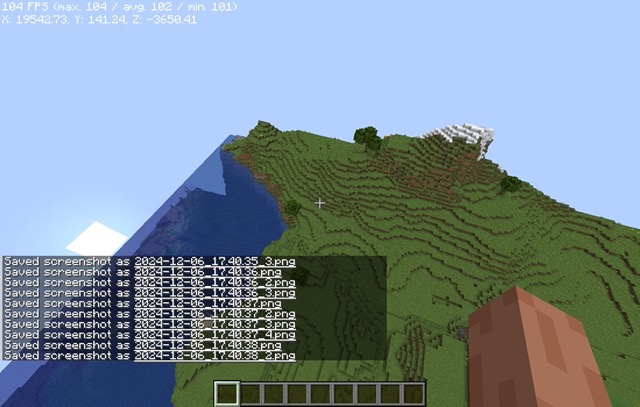 104 FPS (max. 104 / avg. 102 / min. 101)
X: 19542.73, Y: 141.24, Z: -3650.41
Saved screenshot as 2024-12-06_17.40.35_3.png
Saved screenshot as 2024-12-06_17.40.36.png
Saved screenshot as 2024-12-06_17.40.36_2.png
Saved screenshot as 2024-12-06_17.40.36_3.png
Saved screenshot as 2024-12-06_17.40.37.png
Saved screenshot as 2024-12-06_17.40.37_2.png
Saved screenshot as 2024-12-06_17.40.37_3.png
Saved screenshot as 2024-12-06_17.40.37_4.png
Saved screenshot as 2024-12-06_17.40.38.png
Saved screenshot as 2024-12-06_17.40.38_2.png